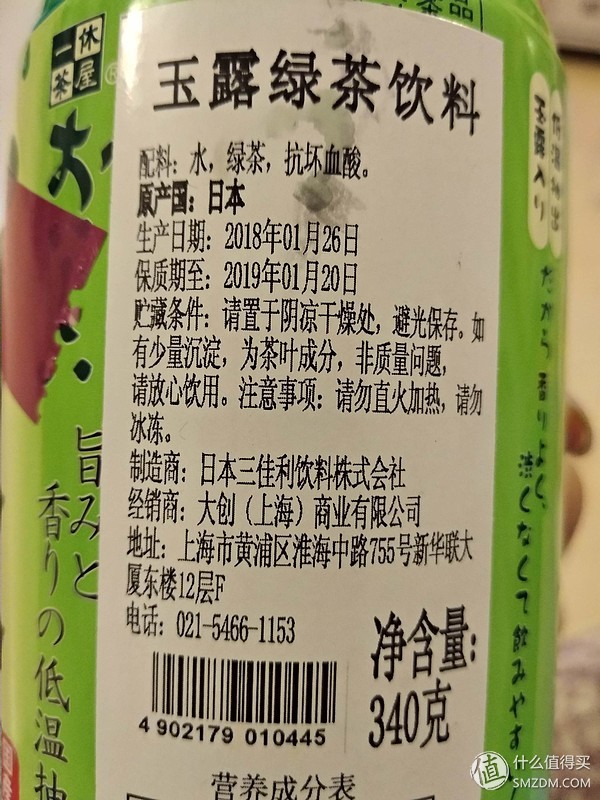 茶品
一休
茶屋
®
玉露绿茶饮料
配料：水，绿茶，抗坏血酸。
原产国：日本
生产日期：2018年01月26日
保质期至：2019年01月20日
贮藏条件：请置于阴凉干燥处，避光保存。如
有少量沉淀，为茶叶成分，非质量问题，
请放心饮用。注意事项：请勿直火加热，请勿
冰冻。
制造商：日本三佳利饮料株式会社
经销商：大创（上海）商业有限公司
地址：上海市黄浦区淮海中路755号新华联大
厦东楼12层F
电话：021-5466-1153
净含量：
340克
4 902179 010445
营养成分表
旨みと
香りの低温抽
低温抽出
玉露入り
だから香りよく、
渋くなくて飲みやす
值 什么值得买
SMZDM.COM